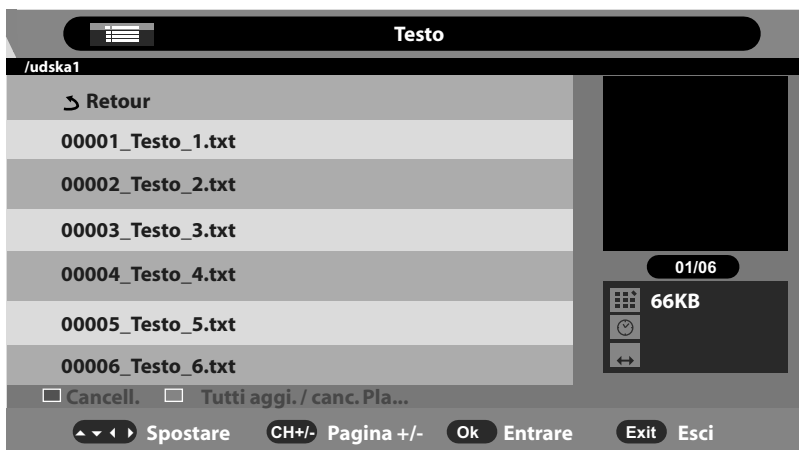 Testo
/udska1
Retour
00001_Testo_1.txt
00002_Testo_2.txt
00003_Testo_3.txt
00004_Testo_4.txt
00005_Testo_5.txt
00006_Testo_6.txt
01/06
66KB
Cancell. Tutti aggi. / canc. Pla...
Spostare CH+/- Pagina +/- Ok Entrare Exit Esci